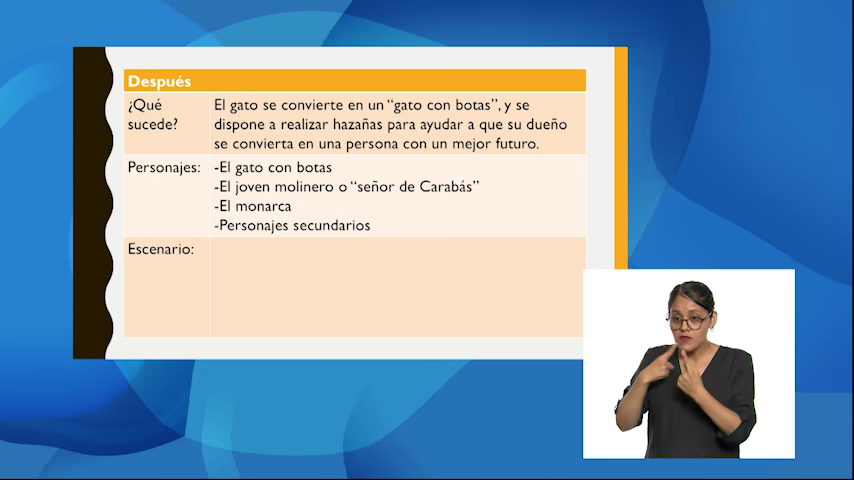 Después
¿Qué
sucede?
El gato se convierte en un “gato con botas”, y se
dispone a realizar hazañas para ayudar a que su dueño
se convierta en una persona con un mejor futuro.
Personajes:
-El gato con botas
-El joven molinero o “señor de Carabás”
-El monarca
-Personajes secundarios
Escenario: